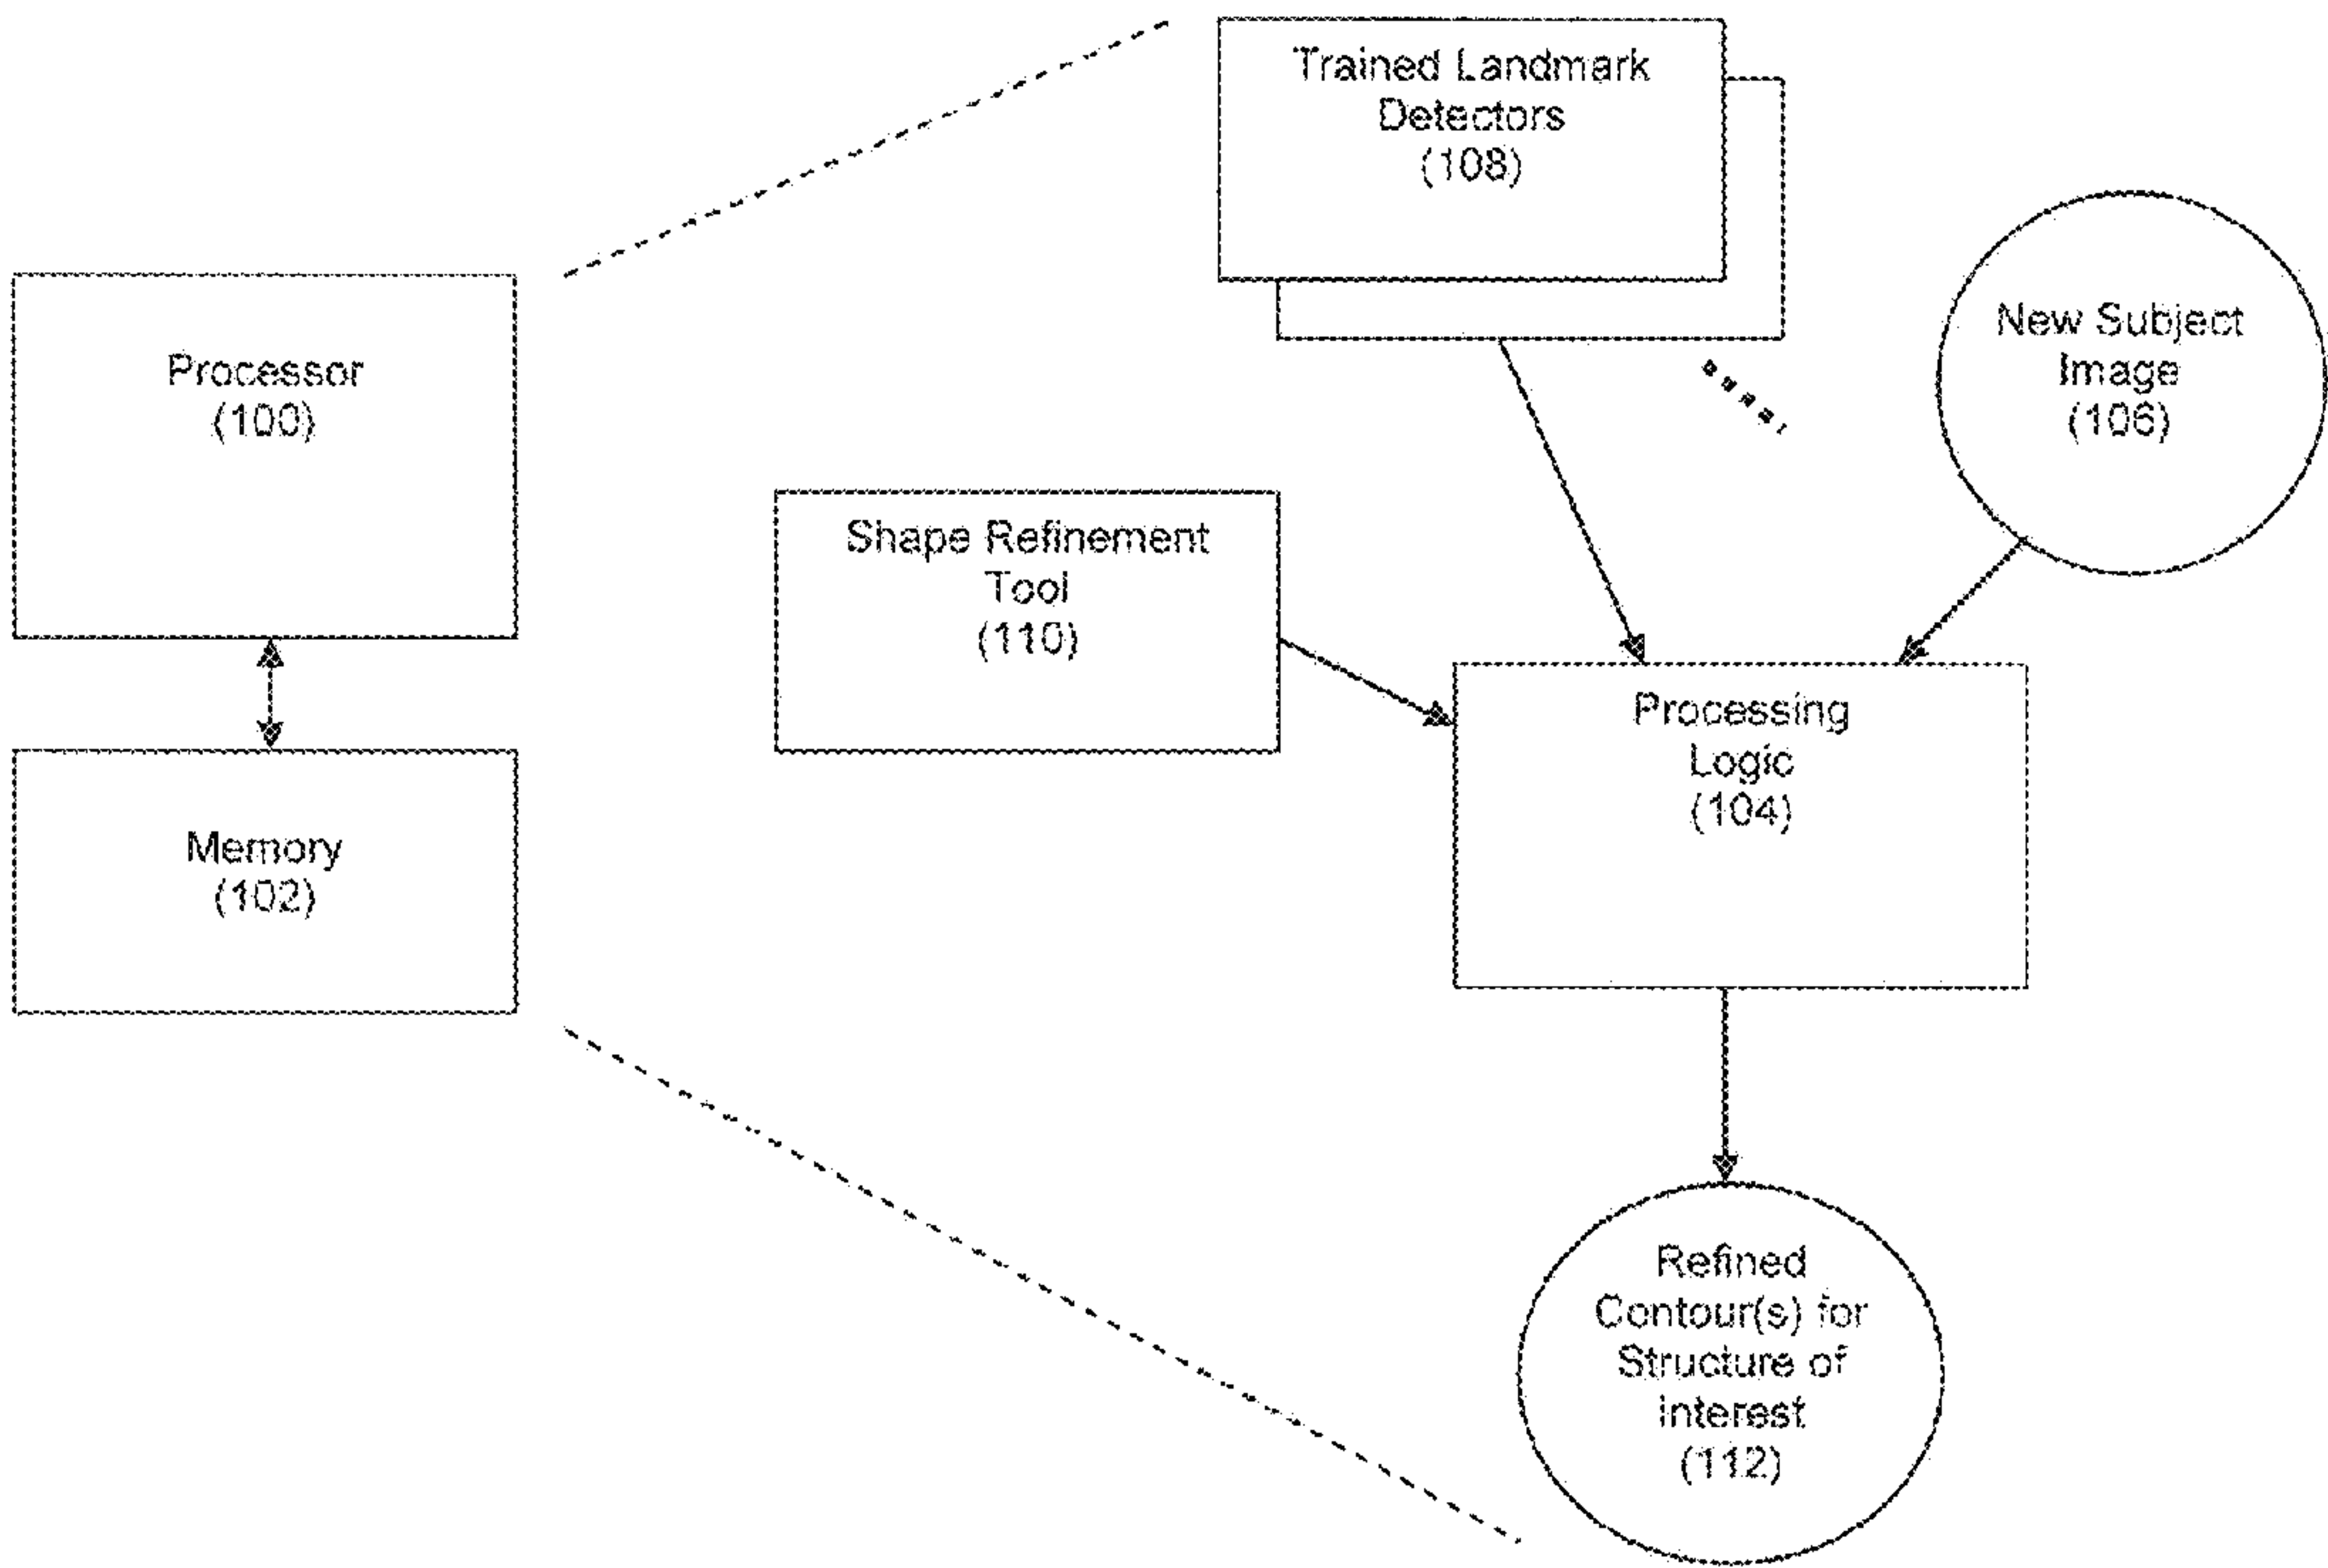 Trained Landmark
Detectors
(108)
New Subject
Image
(106)
Processor
(100)
Shape Refinement
Tool
(110)
Processing
Logic
(104)
Memory
(102)
Refined
Contour(s) for
Structure of
Interest
(112)